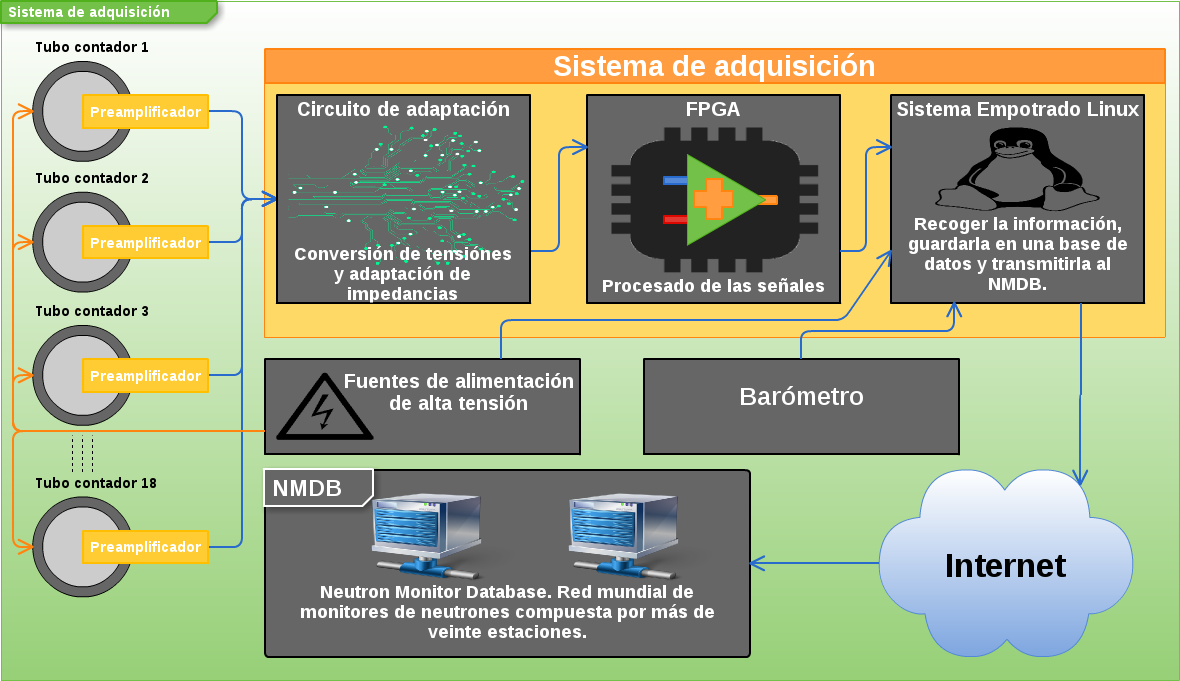 Sistema de adquisición
Tubo contador 1
Preamplificador
Tubo contador 2
Preamplificador
Tubo contador 3
Preamplificador
Tubo contador 18
Preamplificador
Sistema de adquisición
Circuito de adaptación
Conversión de tensiónes
y adaptación de
impedancias
FPGA
Procesado de las señales
Sistema Empotrado Linux
Recoger la información,
guardarla en una base de
datos y transmitirla al
NMDB.
Fuentes de alimentación
de alta tensión
Barómetro
NMDB
Neutron Monitor Database. Red mundial de
monitores de neutrones compuesta por más de
veinte estaciones.
Internet